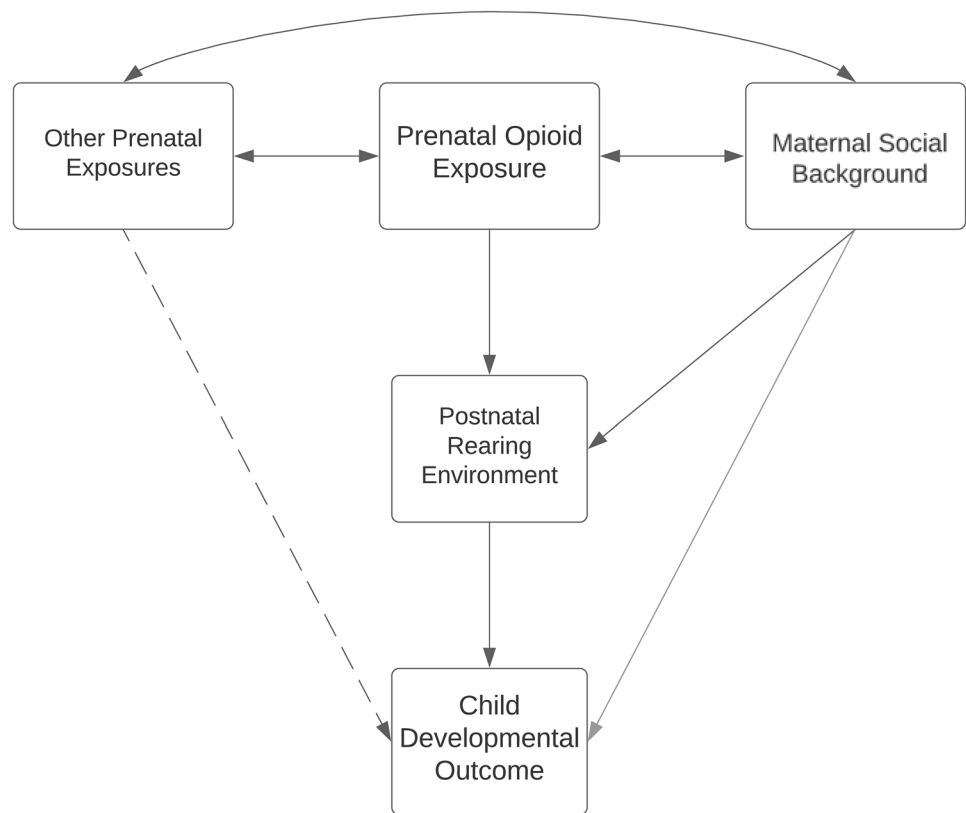 Other Prenatal
Exposures
Prenatal Opioid
Exposure
Maternal Social
Background
Postnatal
Rearing
Environment
Child
Developmental
Outcome